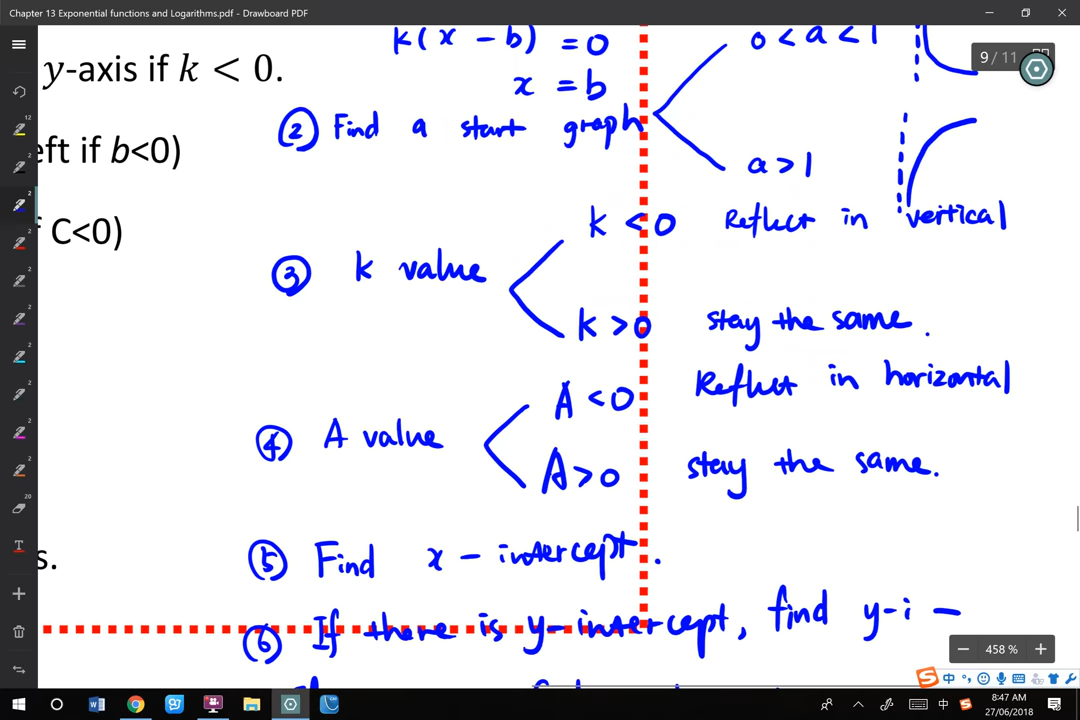 Chapter 13 Exponential functions and Logarithms.pdf - Drawboard PDF
k(x - b) = 0
0 < a < 1
9 / 11
y-axis if k < 0.
x = b
② Find a start graph
eft if b<0)
a > 1
k < 0 Reflect in vertical
C<0)
③ k value
k > 0 stay the same.
A < 0 Reflect in horizontal
④ A value
A > 0 stay the same.
⑤ Find x - intercept.
s.
⑥ If there is y-intercept, find y-i —
458 %
中
8:47 AM
中
27/06/2018